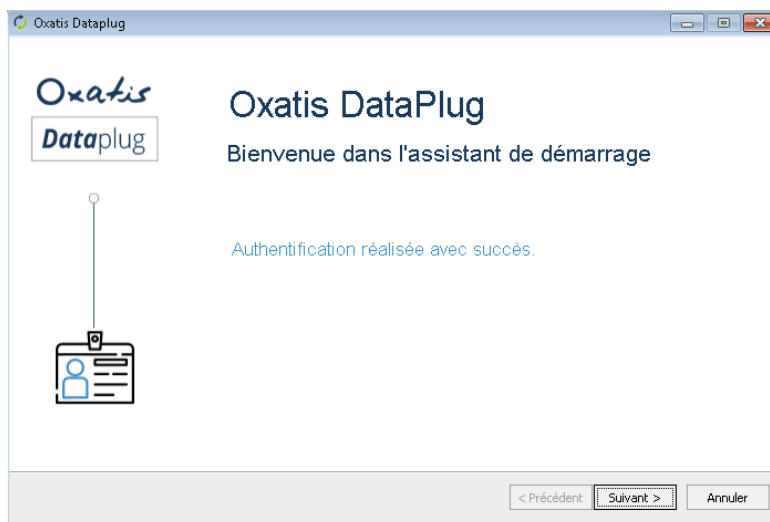 Oxatis Dataplug
Oxatis
Dataplug
Oxatis DataPlug
Bienvenue dans l'assistant de démarrage
Authentification réalisée avec succès.
< Précédent
Suivant >
Annuler